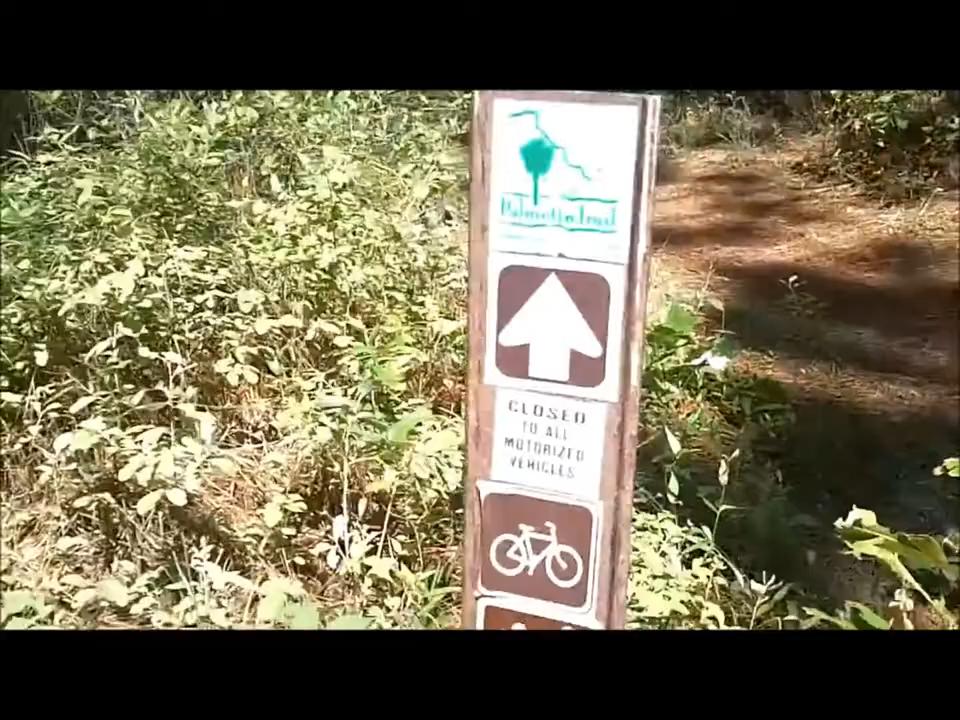 Palmetto Trail
CLOSED
TO ALL
MOTORIZED
VEHICLES